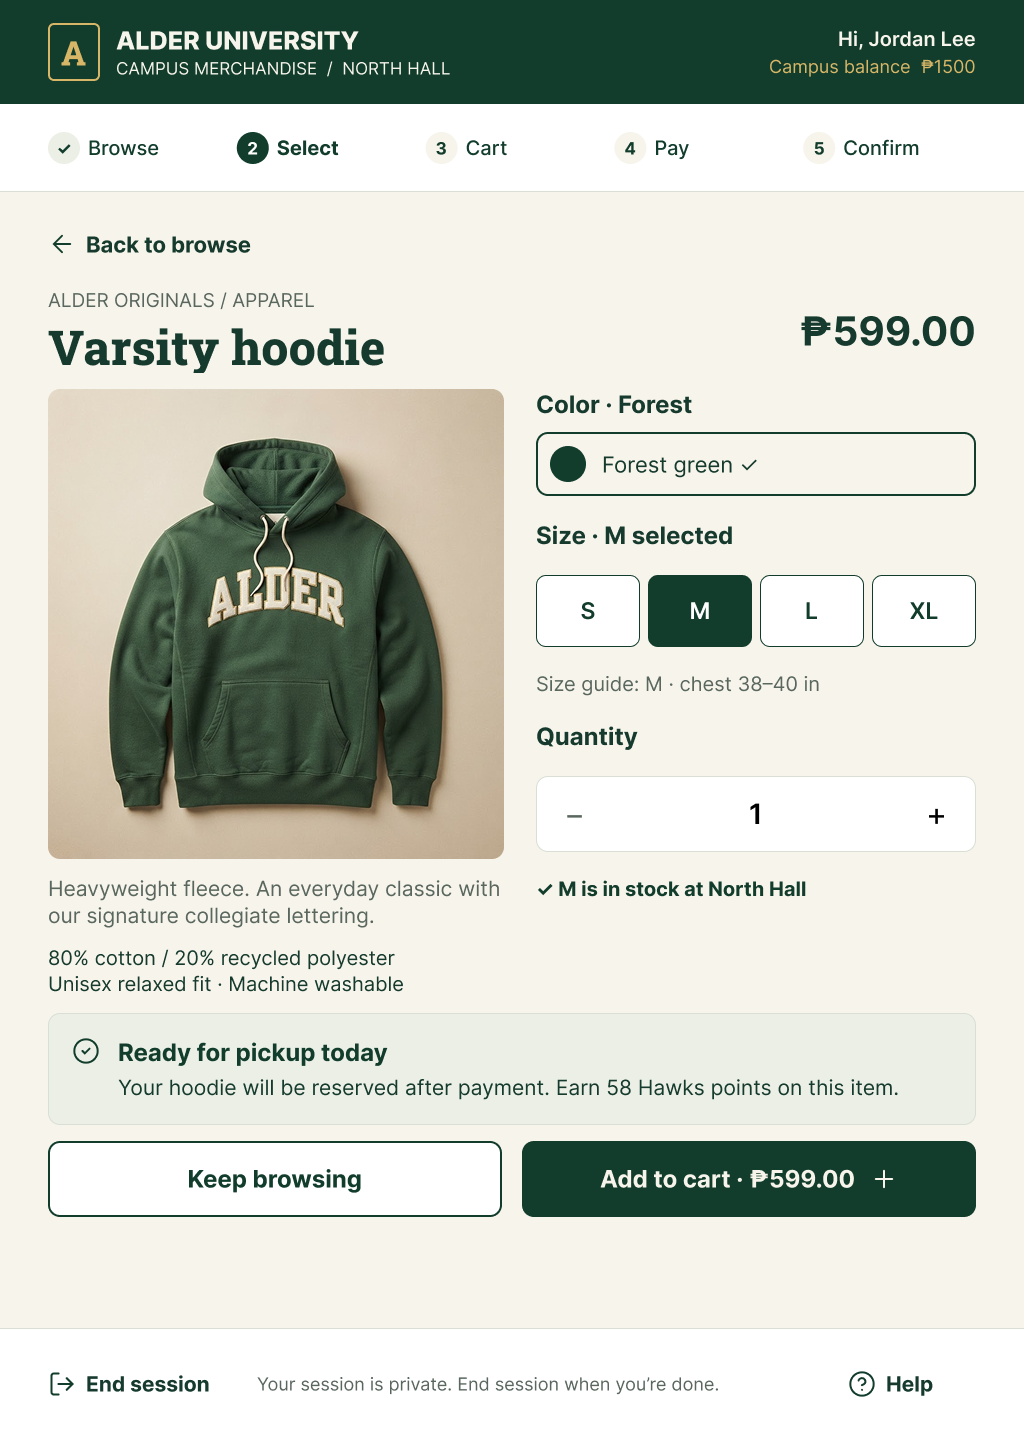 A
ALDER UNIVERSITY
CAMPUS MERCHANDISE / NORTH HALL
Hi, Jordan Lee
Campus balance ₱1500
Browse
2 Select
3 Cart
4 Pay
5 Confirm
Back to browse
ALDER ORIGINALS / APPAREL
Varsity hoodie
₱599.00
ALDER
Heavyweight fleece. An everyday classic with
our signature collegiate lettering.
80% cotton / 20% recycled polyester
Unisex relaxed fit · Machine washable
Color · Forest
Forest green ✓
Size · M selected
S
M
L
XL
Size guide: M · chest 38–40 in
Quantity
− 1 +
✓ M is in stock at North Hall
Ready for pickup today
Your hoodie will be reserved after payment. Earn 58 Hawks points on this item.
Keep browsing
Add to cart · ₱599.00 +
End session
Your session is private. End session when you’re done.
Help